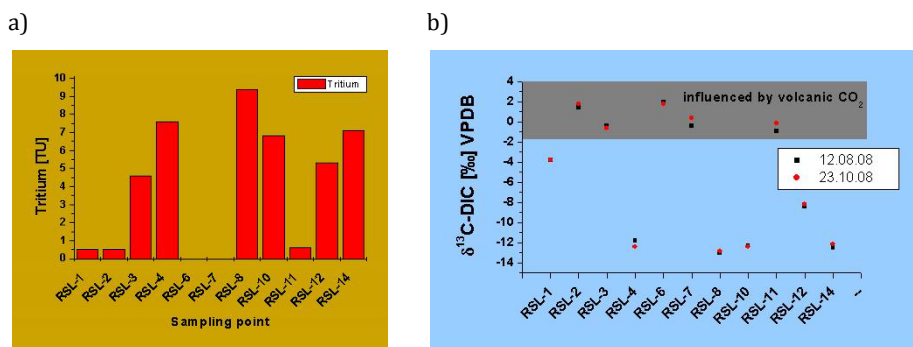 a)
b)
10
9
8
7
6
5
4
3
2
1
0
Tritium [TU]
Tritium
RSL-1
RSL-2
RSL-3
RSL-4
RSL-6
RSL-7
RSL-8
RSL-10
RSL-11
RSL-12
RSL-14
Sampling point
4
2
0
-2
-4
-6
-8
-10
-12
-14
δ¹³C-DIC [‰] VPDB
influenced by volcanic CO₂
12.08.08
23.10.08
RSL-1
RSL-2
RSL-3
RSL-4
RSL-6
RSL-7
RSL-8
RSL-10
RSL-11
RSL-12
RSL-14
--